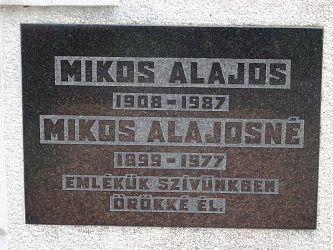 MIKOS ALAJOS
1908-1987
MIKOS ALAJOSNÉ
1899-1977
EMLÉKÜK SZÍVÜNKBEN
ÖRÖKKÉ ÉL.